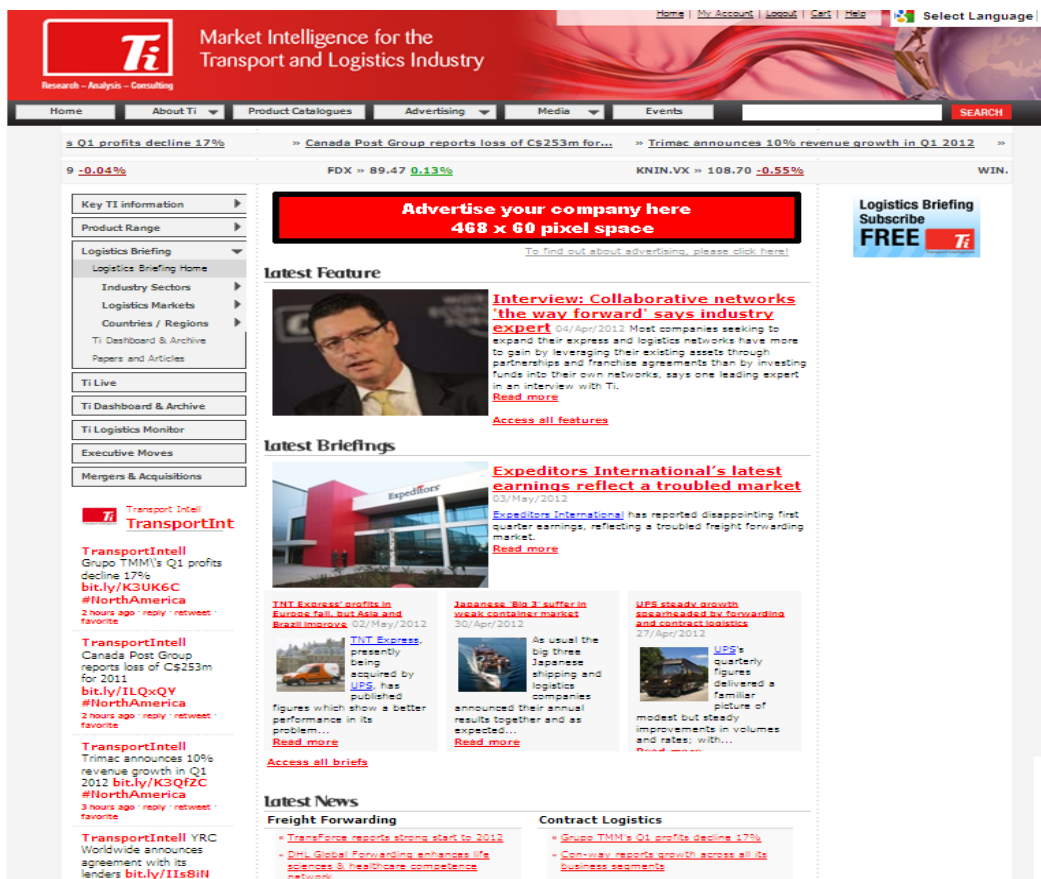 Home | My Account | Logout | Cart | Help
Select Language
Ti
Research – Analysis – Consulting
Market Intelligence for the
Transport and Logistics Industry
Home
About Ti
Product Catalogues
Advertising
Media
Events
SEARCH
s Q1 profits decline 17%
» Canada Post Group reports loss of C$253m for...
» Trimac announces 10% revenue growth in Q1 2012
»
9 -0.04%
FDX » 89.47 0.13%
KNIN.VX » 108.70 -0.55%
WIN.
Key TI information
Product Range
Logistics Briefing
Logistics Briefing Home
Industry Sectors
Logistics Markets
Countries / Regions
Ti Dashboard & Archive
Papers and Articles
Ti Live
Ti Dashboard & Archive
Ti Logistics Monitor
Executive Moves
Mergers & Acquisitions
Ti
Transport Intell
TransportInt
TransportIntell
Grupo TMM\'s Q1 profits
decline 17%
bit.ly/K3UK6C
#NorthAmerica
2 hours ago · reply · retweet ·
favorite
TransportIntell
Canada Post Group
reports loss of C$253m
for 2011
bit.ly/ILQxQY
#NorthAmerica
2 hours ago · reply · retweet ·
favorite
TransportIntell
Trimac announces 10%
revenue growth in Q1
2012 bit.ly/K3QfZC
#NorthAmerica
3 hours ago · reply · retweet ·
favorite
TransportIntell YRC
Worldwide announces
agreement with its
lenders bit.ly/IIs8iN
Advertise your company here
468 x 60 pixel space
To find out about advertising, please click here!
Latest Feature
Interview: Collaborative networks
'the way forward' says industry
expert 04/Apr/2012 Most companies seeking to
expand their express and logistics networks have more
to gain by leveraging their existing assets through
partnerships and franchise agreements than by investing
funds into their own networks, says one leading expert
in an interview with Ti.
Read more
Access all features
Latest Briefings
Expeditors
Expeditors International's latest
earnings reflect a troubled market
03/May/2012
Expeditors International has reported disappointing first
quarter earnings, reflecting a troubled freight forwarding
market.
Read more
TNT Express' profits in
Europe fall, but Asia and
Brazil improve 02/May/2012
TNT Express,
presently
being
acquired by
UPS, has
published
figures which show a better
performance in its
problem...
Read more
Japanese 'Big 3' suffer in
weak container market
30/Apr/2012
As usual the
big three
Japanese
shipping and
logistics
companies
announced their annual
results together and as
expected...
Read more
UPS steady growth
spearheaded by forwarding
and contract logistics
27/Apr/2012
UPS's
quarterly
figures
delivered a
familiar
picture of
modest but steady
improvements in volumes
and rates; with...
Read more
Access all briefs
Latest News
Freight Forwarding
« TransForce reports strong start to 2012
« DHL Global Forwarding enhances life
sciences & healthcare competence
network
Contract Logistics
« Grupo TMM's Q1 profits decline 17%
« Con-way reports growth across all its
business segments
Logistics Briefing
Subscribe
FREE
Ti